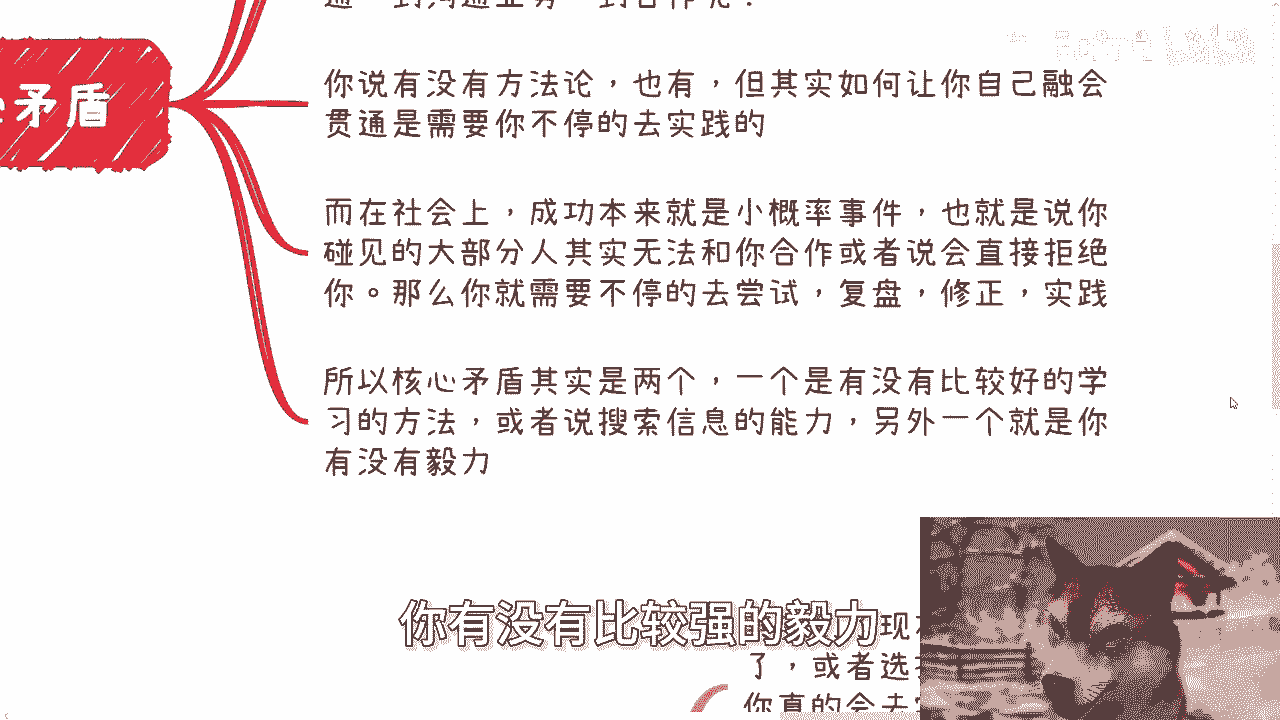 你说有没有方法论，也有，但其实如何让你自己融会
贯通是需要你不停的去实践的
矛盾
而在社会上，成功本来就是小概率事件，也就是说你
碰见的大部分人其实无法和你合作或者说会直接拒绝
你。那么你就需要不停的去尝试，复盘，修正，实践
所以核心矛盾其实是两个，一个是有没有比较好的学
习的方法，或者说搜索信息的能力，另外一个就是你
有没有毅力
你有没有比较强的毅力
现
了，或者选
你真的会去